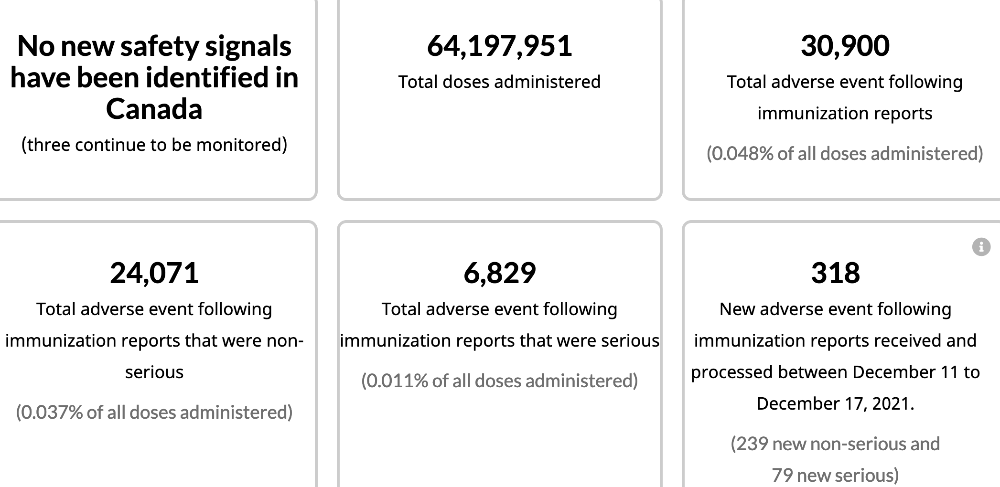 No new safety signals
have been identified in
Canada
(three continue to be monitored)
64,197,951
Total doses administered
30,900
Total adverse event following
immunization reports
(0.048% of all doses administered)
24,071
Total adverse event following
immunization reports that were non-
serious
(0.037% of all doses administered)
6,829
Total adverse event following
immunization reports that were serious
(0.011% of all doses administered)
318
New adverse event following
immunization reports received and
processed between December 11 to
December 17, 2021.
(239 new non-serious and
79 new serious)